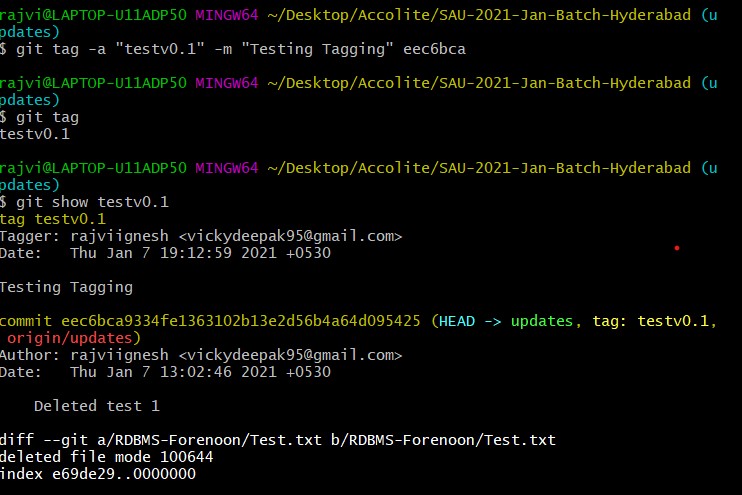 rajvi@LAPTOP-U11ADP50 MINGW64 ~/Desktop/Accolite/SAU-2021-Jan-Batch-Hyderabad (u
pdates)
$ git tag -a "testv0.1" -m "Testing Tagging" eec6bca
rajvi@LAPTOP-U11ADP50 MINGW64 ~/Desktop/Accolite/SAU-2021-Jan-Batch-Hyderabad (u
pdates)
$ git tag
testv0.1
rajvi@LAPTOP-U11ADP50 MINGW64 ~/Desktop/Accolite/SAU-2021-Jan-Batch-Hyderabad (u
pdates)
$ git show testv0.1
tag testv0.1
Tagger: rajviignesh <vickydeepak95@gmail.com>
Date:   Thu Jan 7 19:12:59 2021 +0530
Testing Tagging
commit eec6bca9334fe1363102b13e2d56b4a64d095425 (HEAD -> updates, tag: testv0.1,
origin/updates)
Author: rajviignesh <vickydeepak95@gmail.com>
Date:   Thu Jan 7 13:02:46 2021 +0530
Deleted test 1
diff --git a/RDBMS-Forenoon/Test.txt b/RDBMS-Forenoon/Test.txt
deleted file mode 100644
index e69de29..0000000